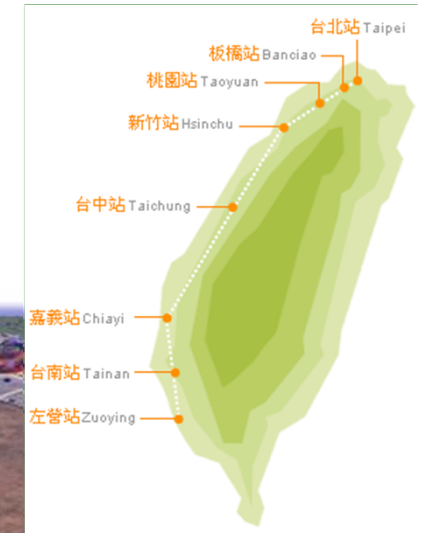 台北站 Taipei
板橋站 Banciao
桃園站 Taoyuan
新竹站 Hsinchu
台中站 Taichung
嘉義站 Chiayi
台南站 Tainan
左營站 Zuoying